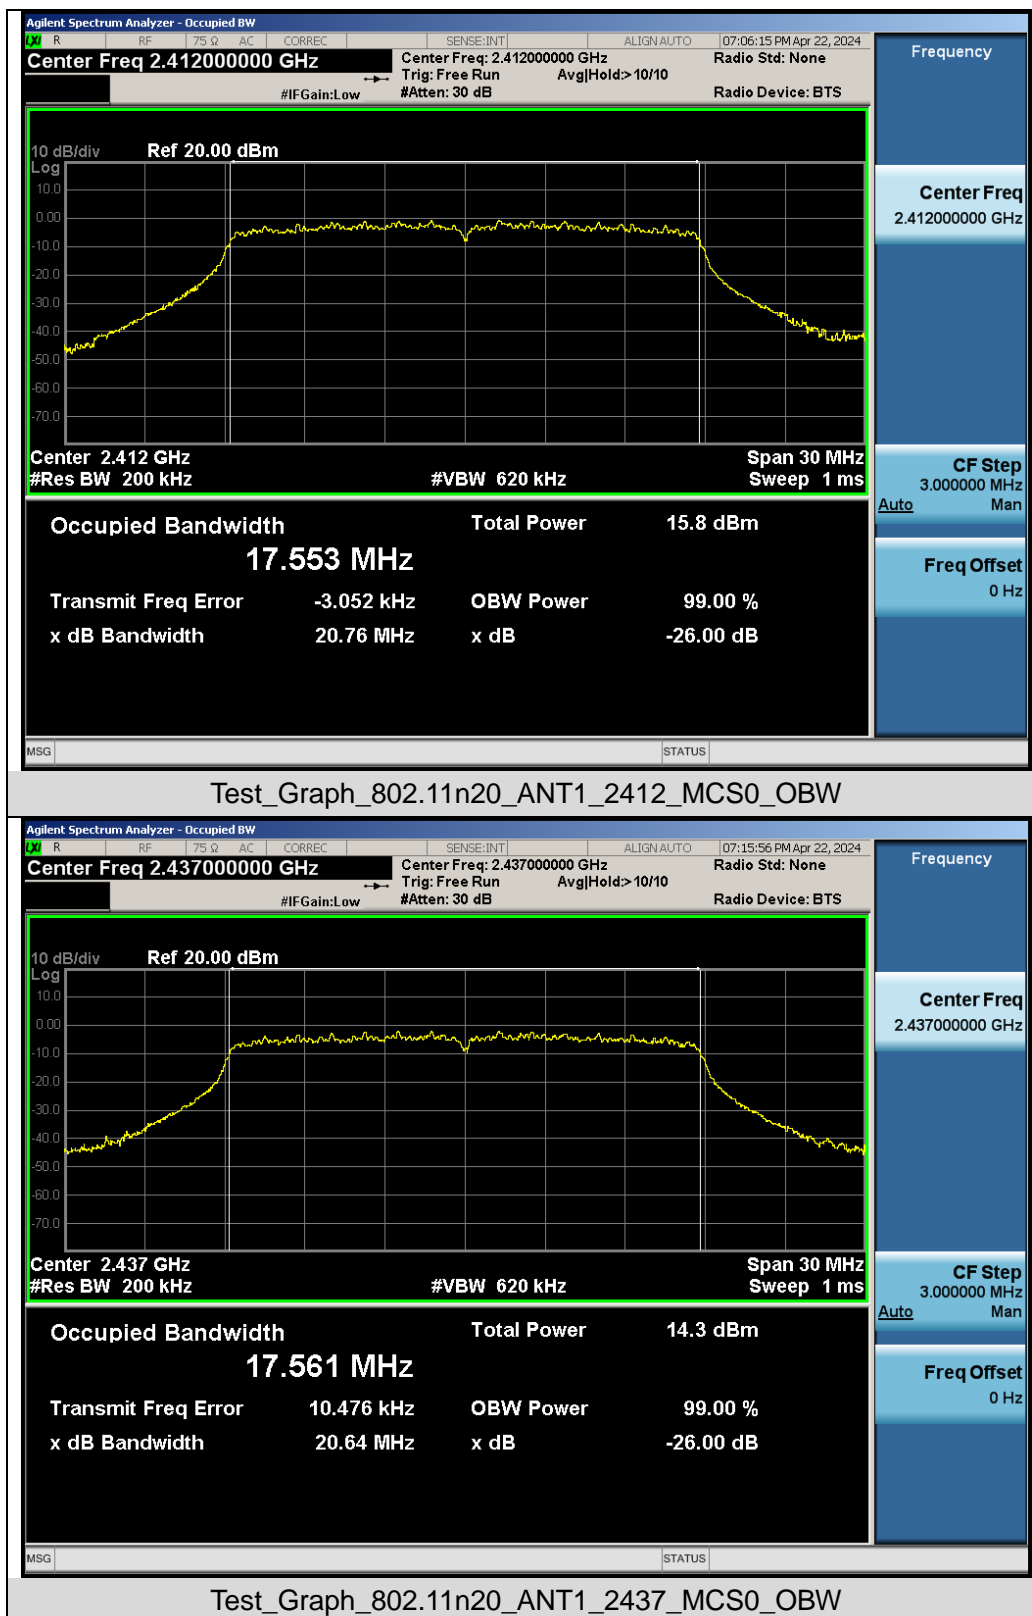 Agilent Spectrum Analyzer - Occupied BW
LXI R RF 75 Ω AC CORREC SENSE:INT ALIGN AUTO 07:06:15 PM Apr 22, 2024
Center Freq 2.412000000 GHz
Center Freq: 2.412000000 GHz
Radio Std: None
Trig: Free Run Avg|Hold:>10/10
#IFGain:Low
#Atten: 30 dB
Radio Device: BTS
Frequency
10 dB/div Ref 20.00 dBm
Log
10.0
0.00
-10.0
-20.0
-30.0
-40.0
-50.0
-60.0
-70.0
Center Freq
2.412000000 GHz
Center 2.412 GHz Span 30 MHz
#Res BW 200 kHz #VBW 620 kHz Sweep 1 ms
CF Step
3.000000 MHz
Auto Man
Occupied Bandwidth Total Power 15.8 dBm
17.553 MHz
Freq Offset
0 Hz
Transmit Freq Error -3.052 kHz OBW Power 99.00 %
x dB Bandwidth 20.76 MHz x dB -26.00 dB
MSG STATUS
Test_Graph_802.11n20_ANT1_2412_MCS0_OBW
Agilent Spectrum Analyzer - Occupied BW
LXI R RF 75 Ω AC CORREC SENSE:INT ALIGN AUTO 07:15:56 PM Apr 22, 2024
Center Freq 2.437000000 GHz
Center Freq: 2.437000000 GHz
Radio Std: None
Trig: Free Run Avg|Hold:>10/10
#IFGain:Low
#Atten: 30 dB
Radio Device: BTS
Frequency
10 dB/div Ref 20.00 dBm
Log
10.0
0.00
-10.0
-20.0
-30.0
-40.0
-50.0
-60.0
-70.0
Center Freq
2.437000000 GHz
Center 2.437 GHz Span 30 MHz
#Res BW 200 kHz #VBW 620 kHz Sweep 1 ms
CF Step
3.000000 MHz
Auto Man
Occupied Bandwidth Total Power 14.3 dBm
17.561 MHz
Freq Offset
0 Hz
Transmit Freq Error 10.476 kHz OBW Power 99.00 %
x dB Bandwidth 20.64 MHz x dB -26.00 dB
MSG STATUS
Test_Graph_802.11n20_ANT1_2437_MCS0_OBW